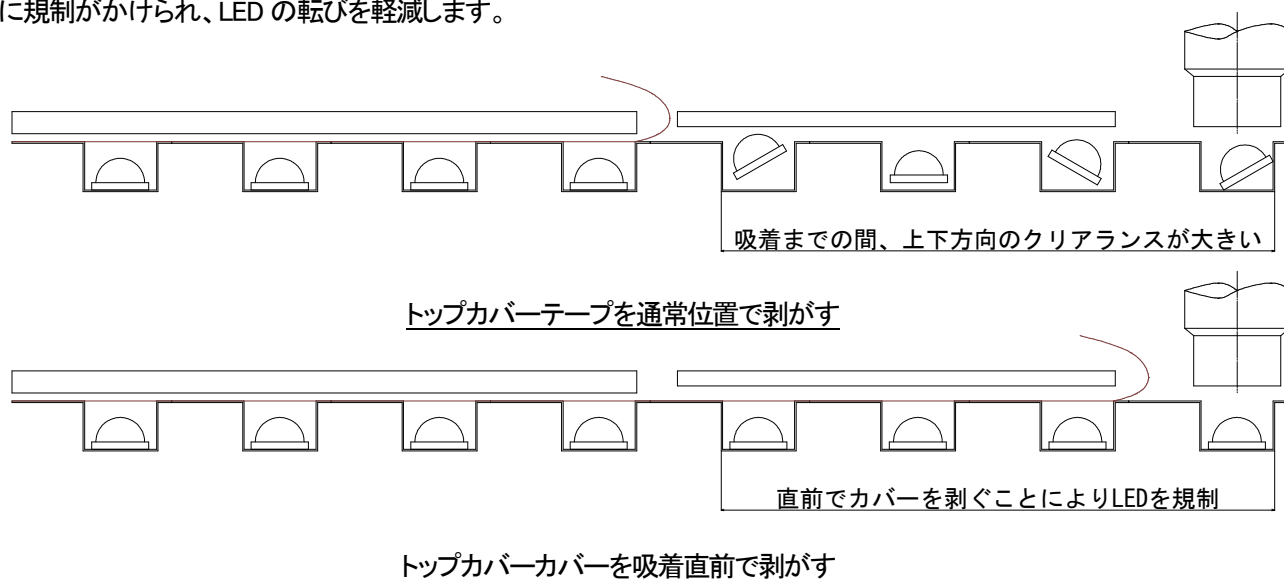 に規制がかけられ、LED の転びを軽減します。
吸着までの間、上下方向のクリアランスが大きい
トップカバーテープを通常位置で剥がす
直前でカバーを剥ぐことによりLEDを規制
トップカバーカバーを吸着直前で剥がす